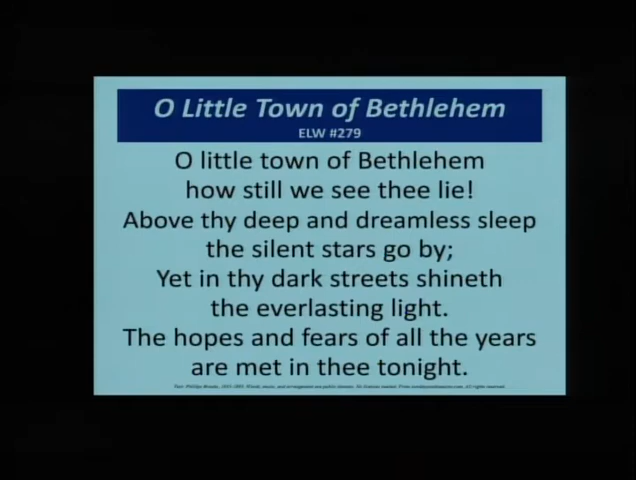 O Little Town of Bethlehem
ELW #279
O little town of Bethlehem
how still we see thee lie!
Above thy deep and dreamless sleep
the silent stars go by;
Yet in thy dark streets shineth
the everlasting light.
The hopes and fears of all the years
are met in thee tonight.